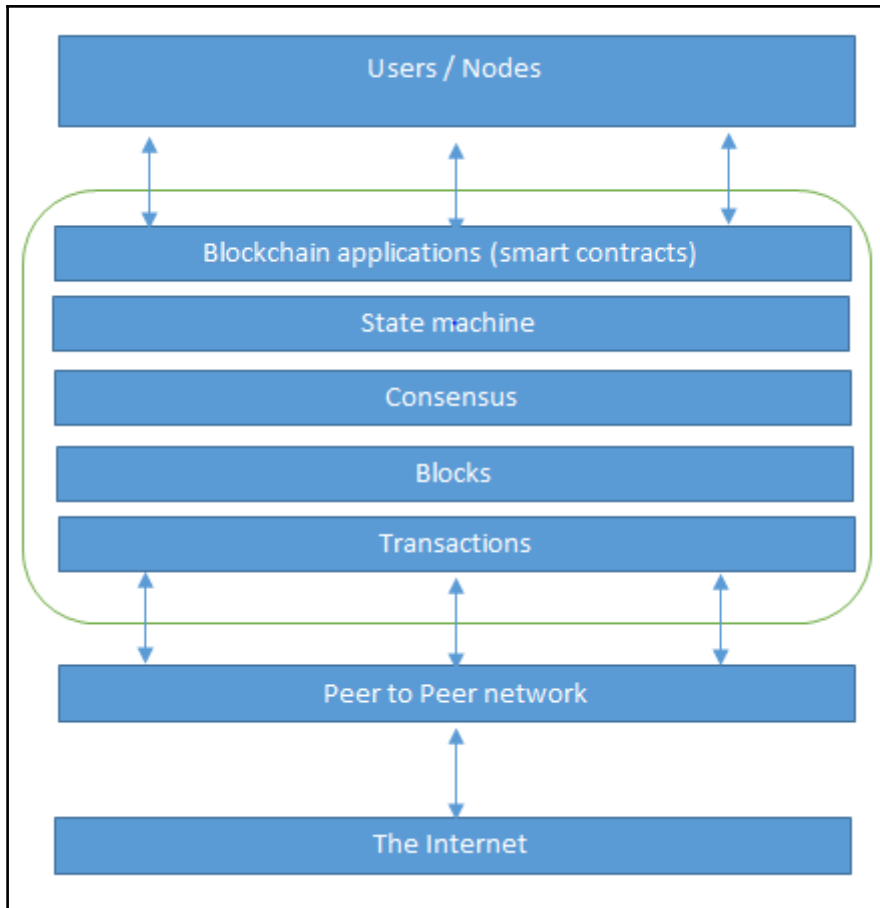 Users / Nodes
Blockchain applications (smart contracts)
State machine
Consensus
Blocks
Transactions
Peer to Peer network
The Internet